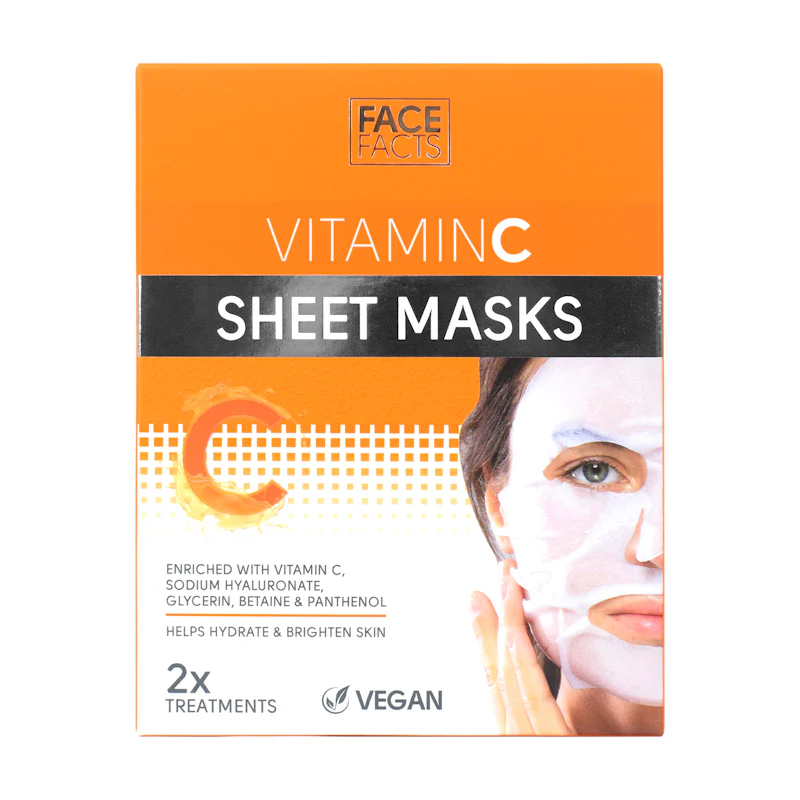 FACE
FACTS
VITAMINC
SHEET MASKS
C
ENRICHED WITH VITAMIN C,
SODIUM HYALURONATE,
GLYCERIN, BETAINE & PANTHENOL
HELPS HYDRATE & BRIGHTEN SKIN
2x
TREATMENTS
VEGAN